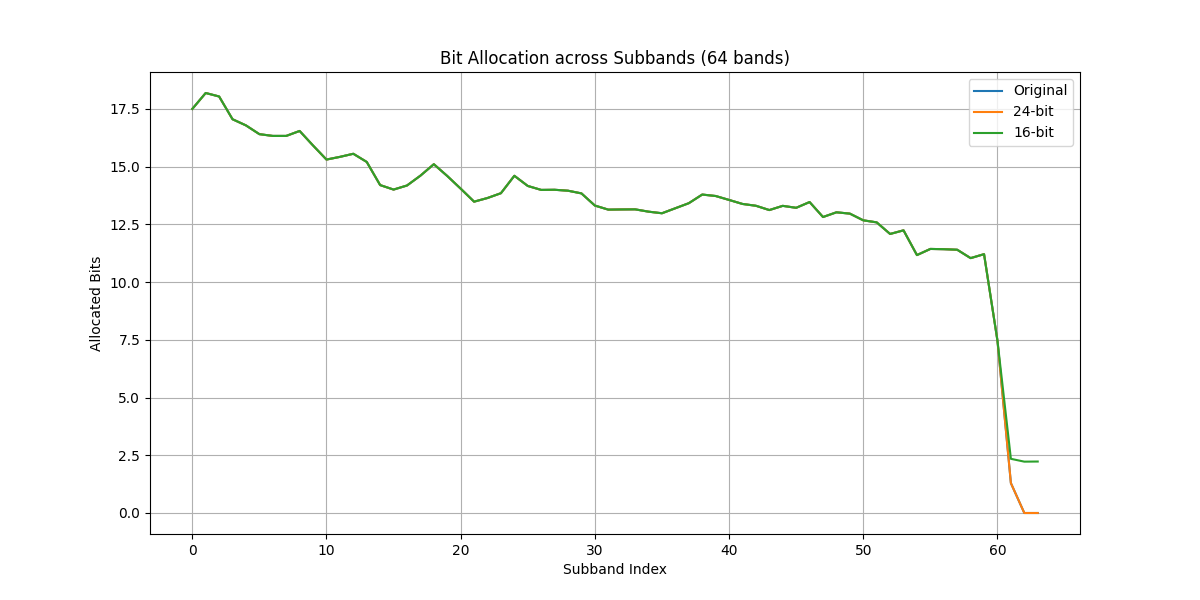 Bit Allocation across Subbands (64 bands)
Original
24-bit
16-bit
17.5
15.0
12.5
10.0
7.5
5.0
2.5
0.0
Allocated Bits
0 10 20 30 40 50 60
Subband Index